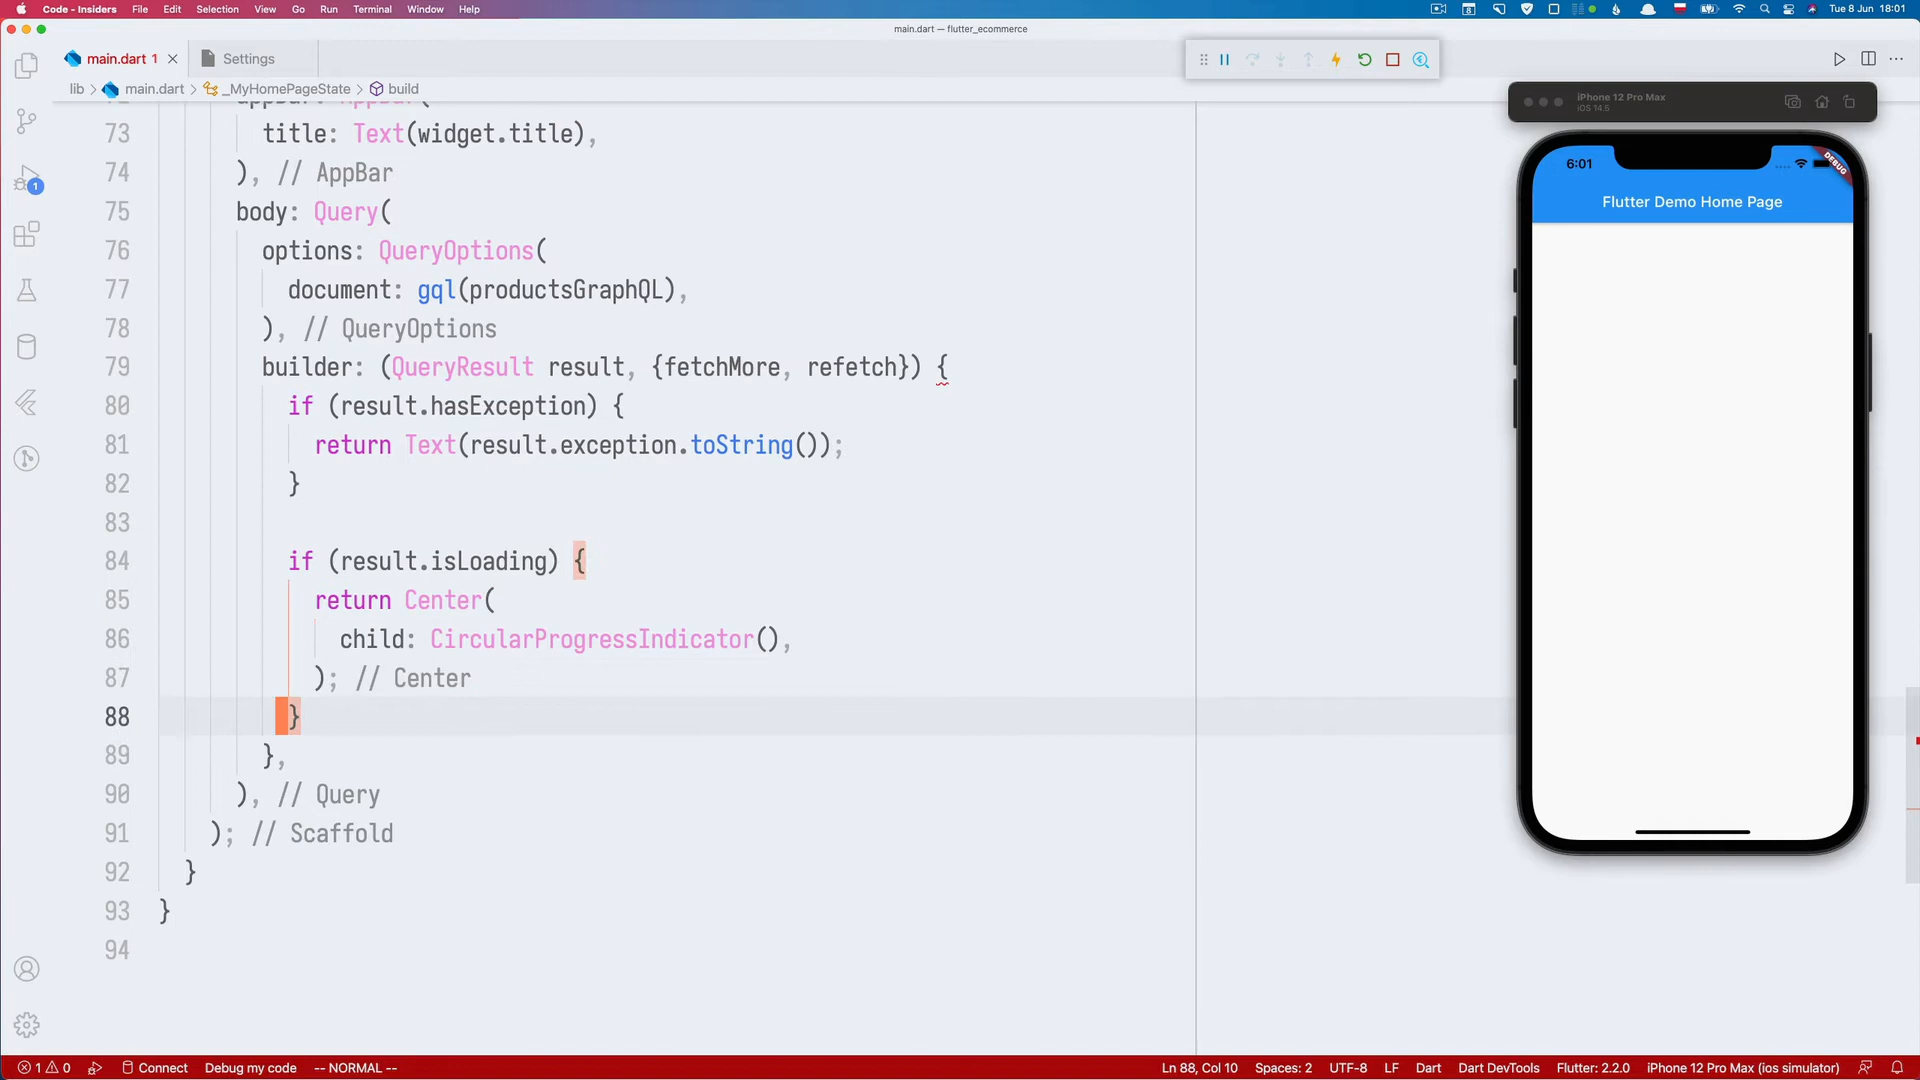 Code - Insiders File Edit Selection View Go Run Terminal Window Help
8
Tue 8 Jun 18:01
main.dart — flutter_ecommerce
main.dart 1
Settings
lib > main.dart > _MyHomePageState > build
73 title: Text(widget.title),
74 ), // AppBar
75 body: Query(
76 options: QueryOptions(
77 document: gql(productsGraphQL),
78 ), // QueryOptions
79 builder: (QueryResult result, {fetchMore, refetch}) {
80 if (result.hasException) {
81 return Text(result.exception.toString());
82 }
83
84 if (result.isLoading) {
85 return Center(
86 child: CircularProgressIndicator(),
87 ); // Center
88 }
89 },
90 ), // Query
91 ); // Scaffold
92 }
93 }
94
1
iPhone 12 Pro Max
iOS 14.5
6:01
DEBUG
Flutter Demo Home Page
1 0 Connect Debug my code -- NORMAL --
Ln 88, Col 10 Spaces: 2 UTF-8 LF Dart Dart DevTools Flutter: 2.2.0 iPhone 12 Pro Max (ios simulator)